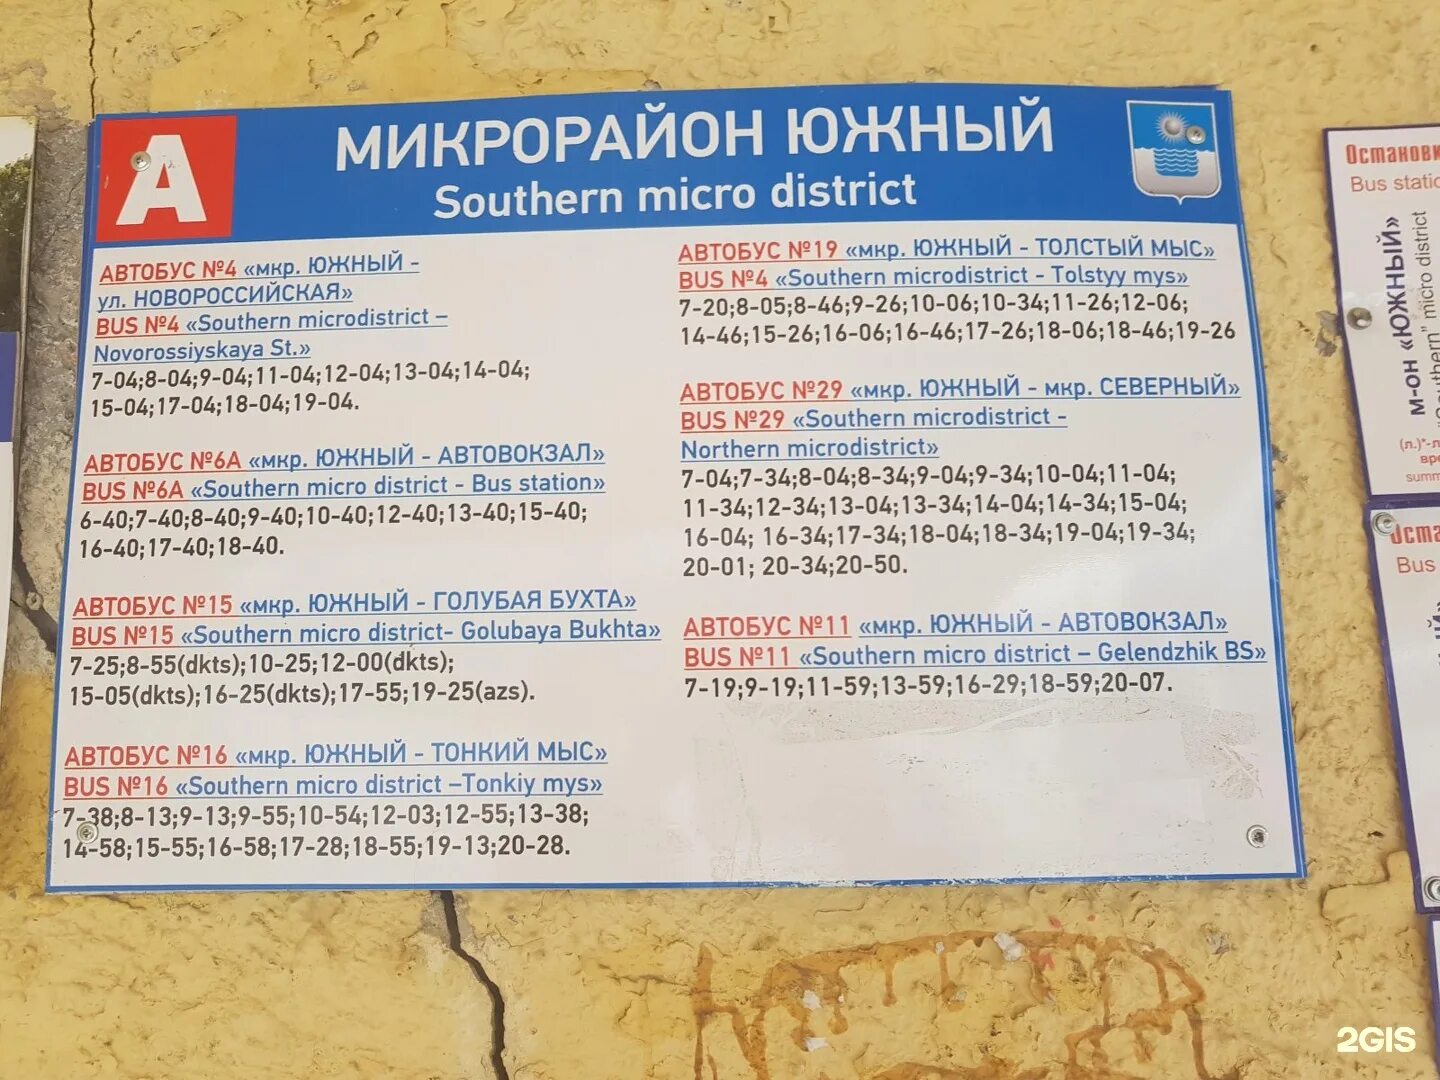 А
МИКРОРАЙОН ЮЖНЫЙ
Southern micro district
АВТОБУС №4 «мкр. ЮЖНЫЙ -
ул. НОВОРОССИЙСКАЯ»
BUS №4 «Southern microdistrict –
Novorossiyskaya St.»
7-04;8-04;9-04;11-04;12-04;13-04;14-04;
15-04;17-04;18-04;19-04.
АВТОБУС №6А «мкр. ЮЖНЫЙ - АВТОВОКЗАЛ»
BUS №6A «Southern micro district - Bus station»
6-40;7-40;8-40;9-40;10-40;12-40;13-40;15-40;
16-40;17-40;18-40.
АВТОБУС №15 «мкр. ЮЖНЫЙ - ГОЛУБАЯ БУХТА»
BUS №15 «Southern micro district- Golubaya Bukhta»
7-25;8-55(dkts);10-25;12-00(dkts);
15-05(dkts);16-25(dkts);17-55;19-25(azs).
АВТОБУС №16 «мкр. ЮЖНЫЙ - ТОНКИЙ МЫС»
BUS №16 «Southern micro district –Tonkiy mys»
7-38;8-13;9-13;9-55;10-54;12-03;12-55;13-38;
14-58;15-55;16-58;17-28;18-55;19-13;20-28.
АВТОБУС №19 «мкр. ЮЖНЫЙ - ТОЛСТЫЙ МЫС»
BUS №4 «Southern microdistrict - Tolstyy mys»
7-20;8-05;8-46;9-26;10-06;10-34;11-26;12-06;
14-46;15-26;16-06;16-46;17-26;18-06;18-46;19-26
АВТОБУС №29 «мкр. ЮЖНЫЙ - мкр. СЕВЕРНЫЙ»
BUS №29 «Southern microdistrict -
Northern microdistrict»
7-04;7-34;8-04;8-34;9-04;9-34;10-04;11-04;
11-34;12-34;13-04;13-34;14-04;14-34;15-04;
16-04; 16-34;17-34;18-04;18-34;19-04;19-34;
20-01; 20-34;20-50.
АВТОБУС №11 «мкр. ЮЖНЫЙ - АВТОВОКЗАЛ»
BUS №11 «Southern micro district – Gelendzhik BS»
7-19;9-19;11-59;13-59;16-29;18-59;20-07.
Останови
Bus static
м-он «ЮЖНЫЙ»
micro district
(л.)*-л
вре
summ
Bus
2GIS